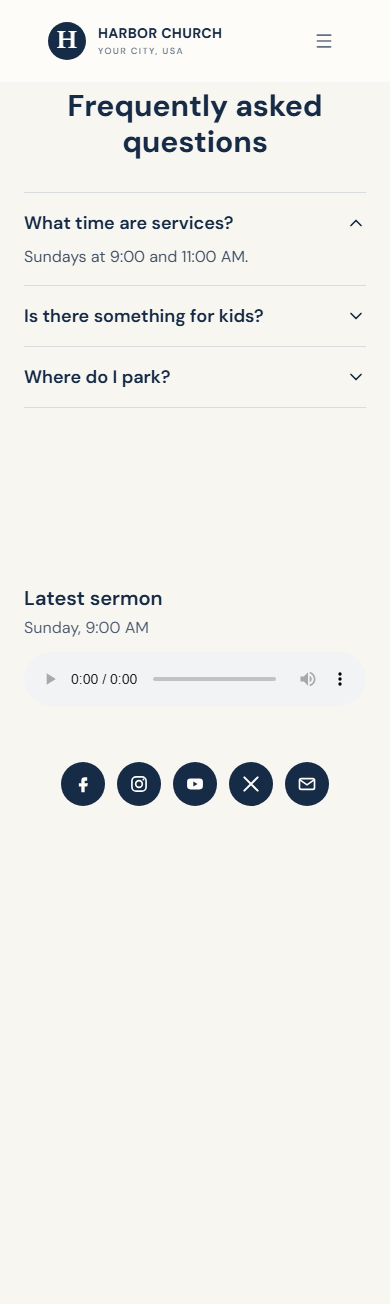 H
HARBOR CHURCH
YOUR CITY, USA
Frequently asked
questions
What time are services?
Sundays at 9:00 and 11:00 AM.
Is there something for kids?
Where do I park?
Latest sermon
Sunday, 9:00 AM
0:00 / 0:00